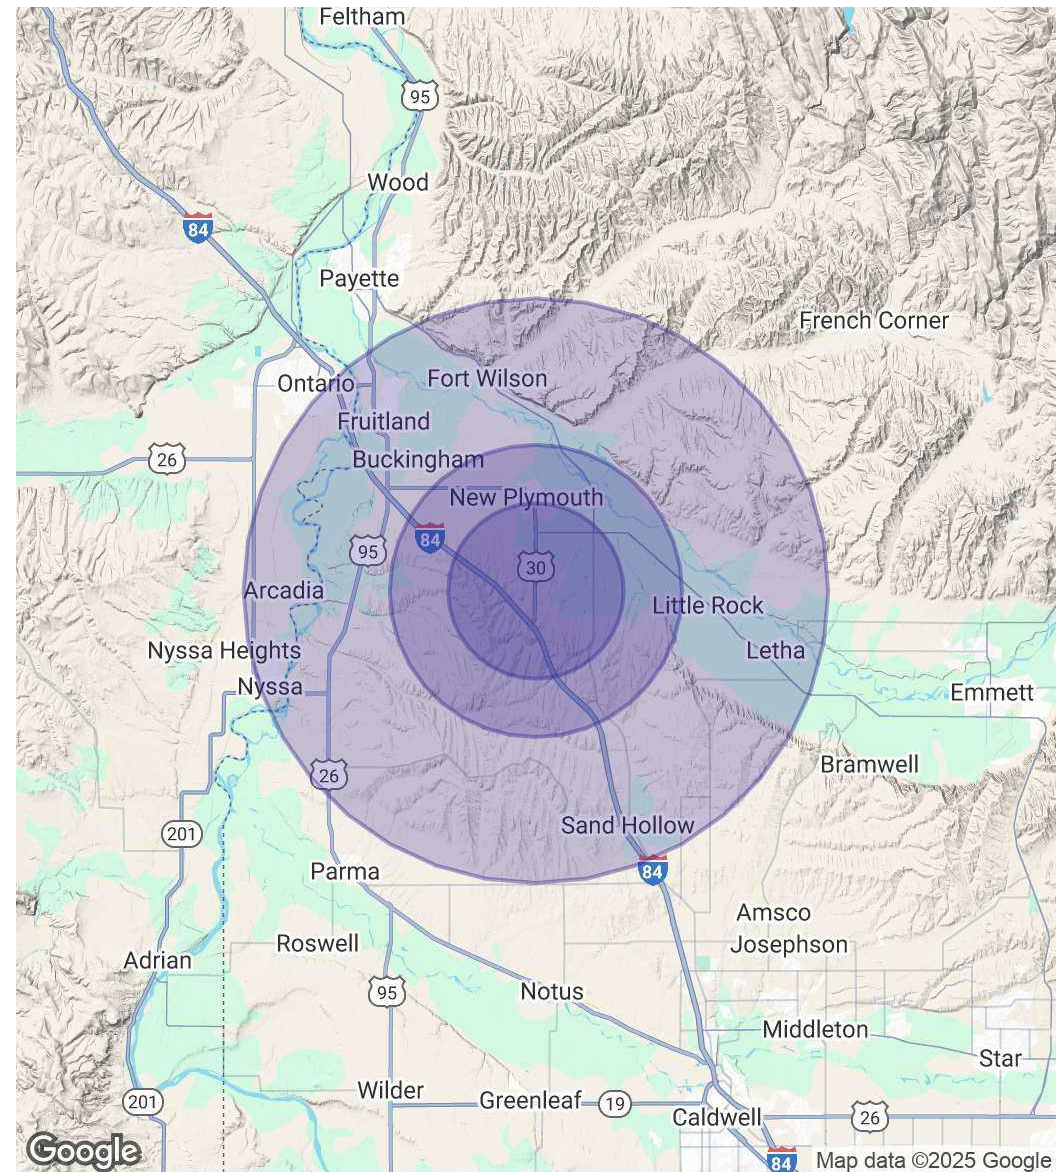 Feltham
95
Wood
84
Payette
French Corner
Fort Wilson
Ontario
Fruitland
Buckingham
26
New Plymouth
84
95
30
Arcadia
Little Rock
Nyssa Heights
Letha
Nyssa
Emmett
Bramwell
26
Sand Hollow
201
Parma
84
Amsco
Roswell
Josephson
Adrian
95
Notus
Middleton
Star
Wilder
201
Greenleaf
19
Caldwell
26
Google
84
Map data ©2025 Google